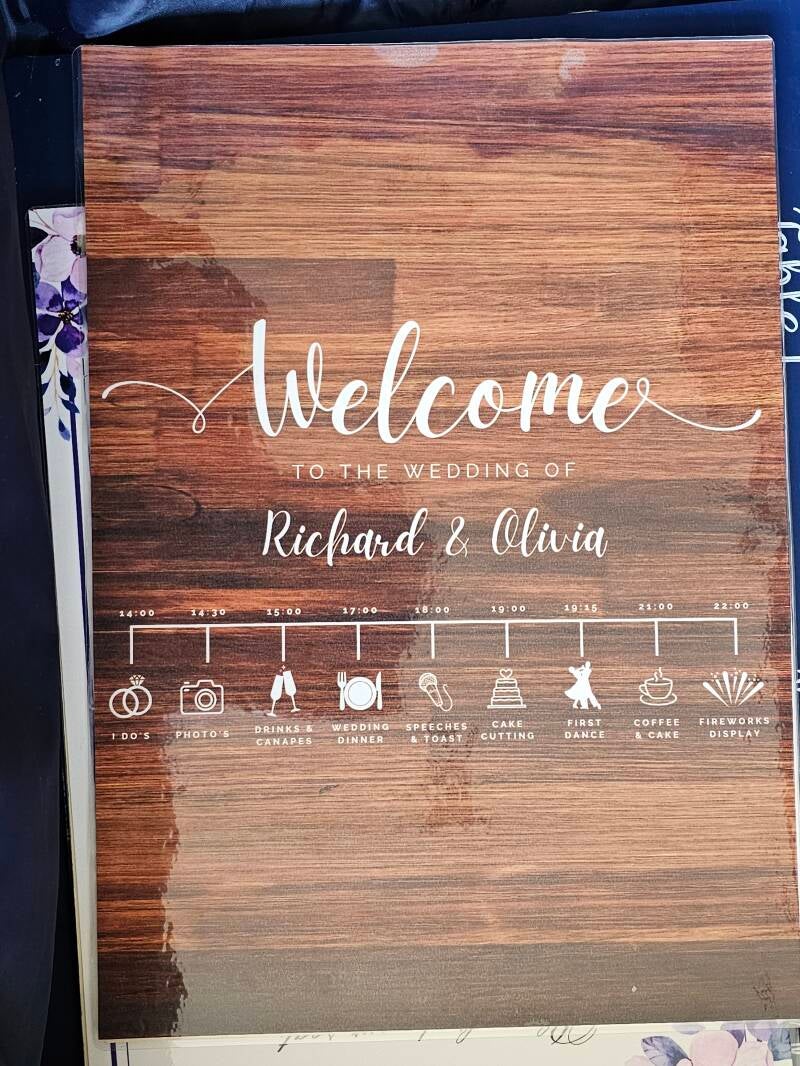 Welcome
TO THE WEDDING OF
Richard & Olivia
14:00 14:30 15:00 17:00 18:00 19:00 19:15 21:00 22:00
I DO'S PHOTO'S DRINKS & CANAPES WEDDING DINNER SPEECHES & TOAST CAKE CUTTING FIRST DANCE COFFEE & CAKE FIREWORKS DISPLAY
Table 1